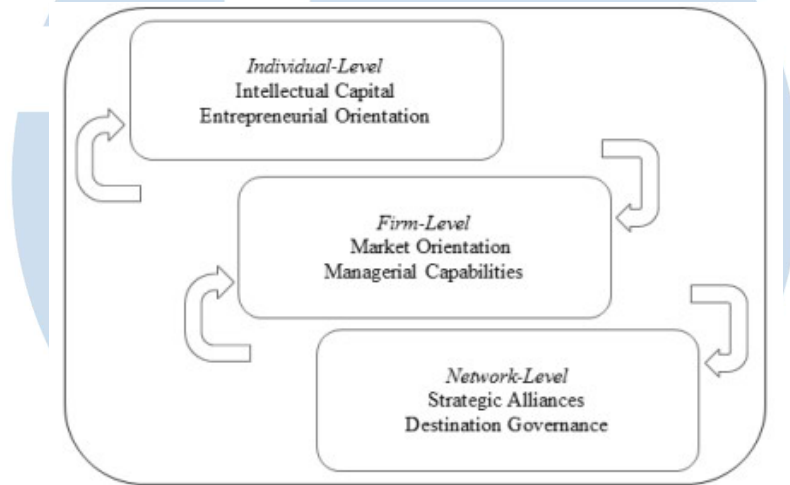 Individual-Level
Intellectual Capital
Entrepreneurial Orientation
Firm-Level
Market Orientation
Managerial Capabilities
Network-Level
Strategic Alliances
Destination Governance